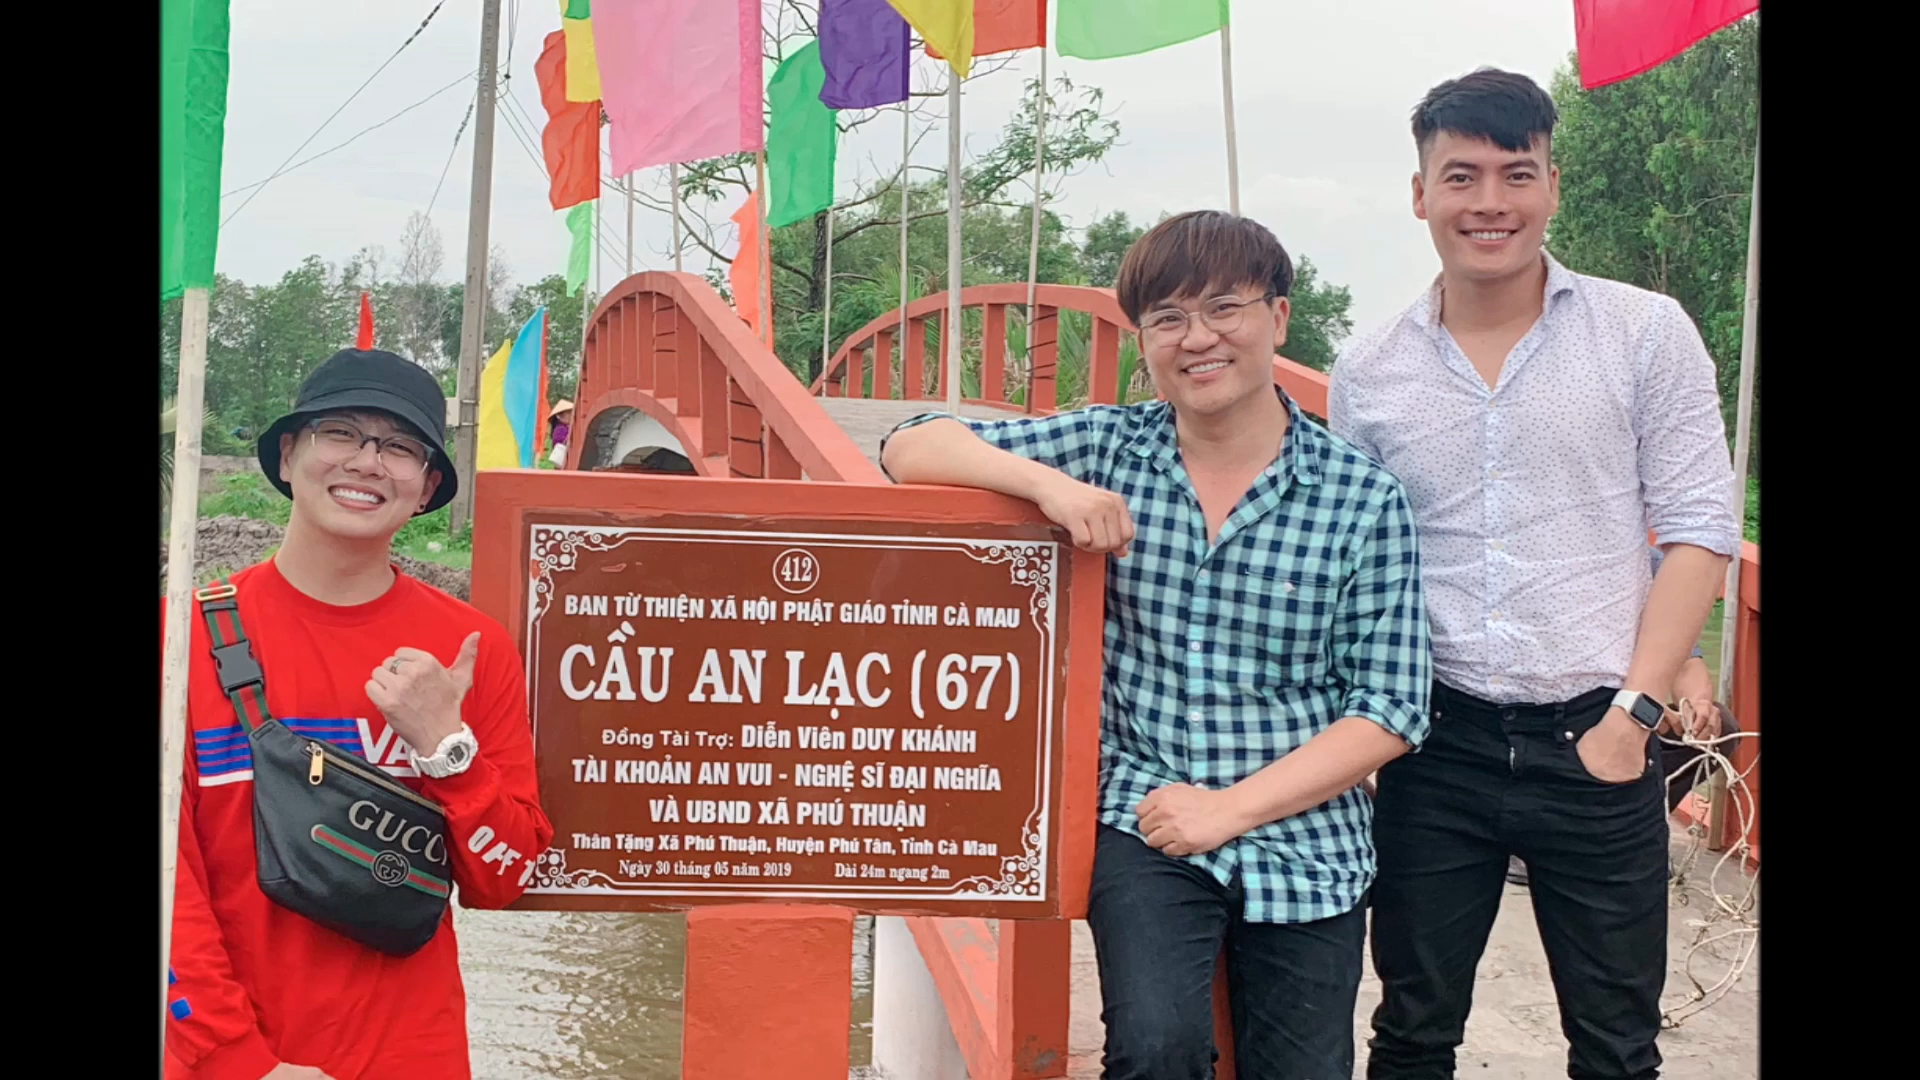 412
BAN TỪ THIỆN XÃ HỘI PHẬT GIÁO TỈNH CÀ MAU
CẦU AN LẠC (67)
Đồng Tài Trợ: Diễn Viên DUY KHÁNH
TÀI KHOẢN AN VUI - NGHỆ SĨ ĐẠI NGHĨA
VÀ UBND XÃ PHÚ THUẬN
Thân Tặng Xã Phú Thuận, Huyện Phú Tân, Tỉnh Cà Mau
Ngày 30 tháng 05 năm 2019 Dài 24m ngang 2m
VA
GUCCI